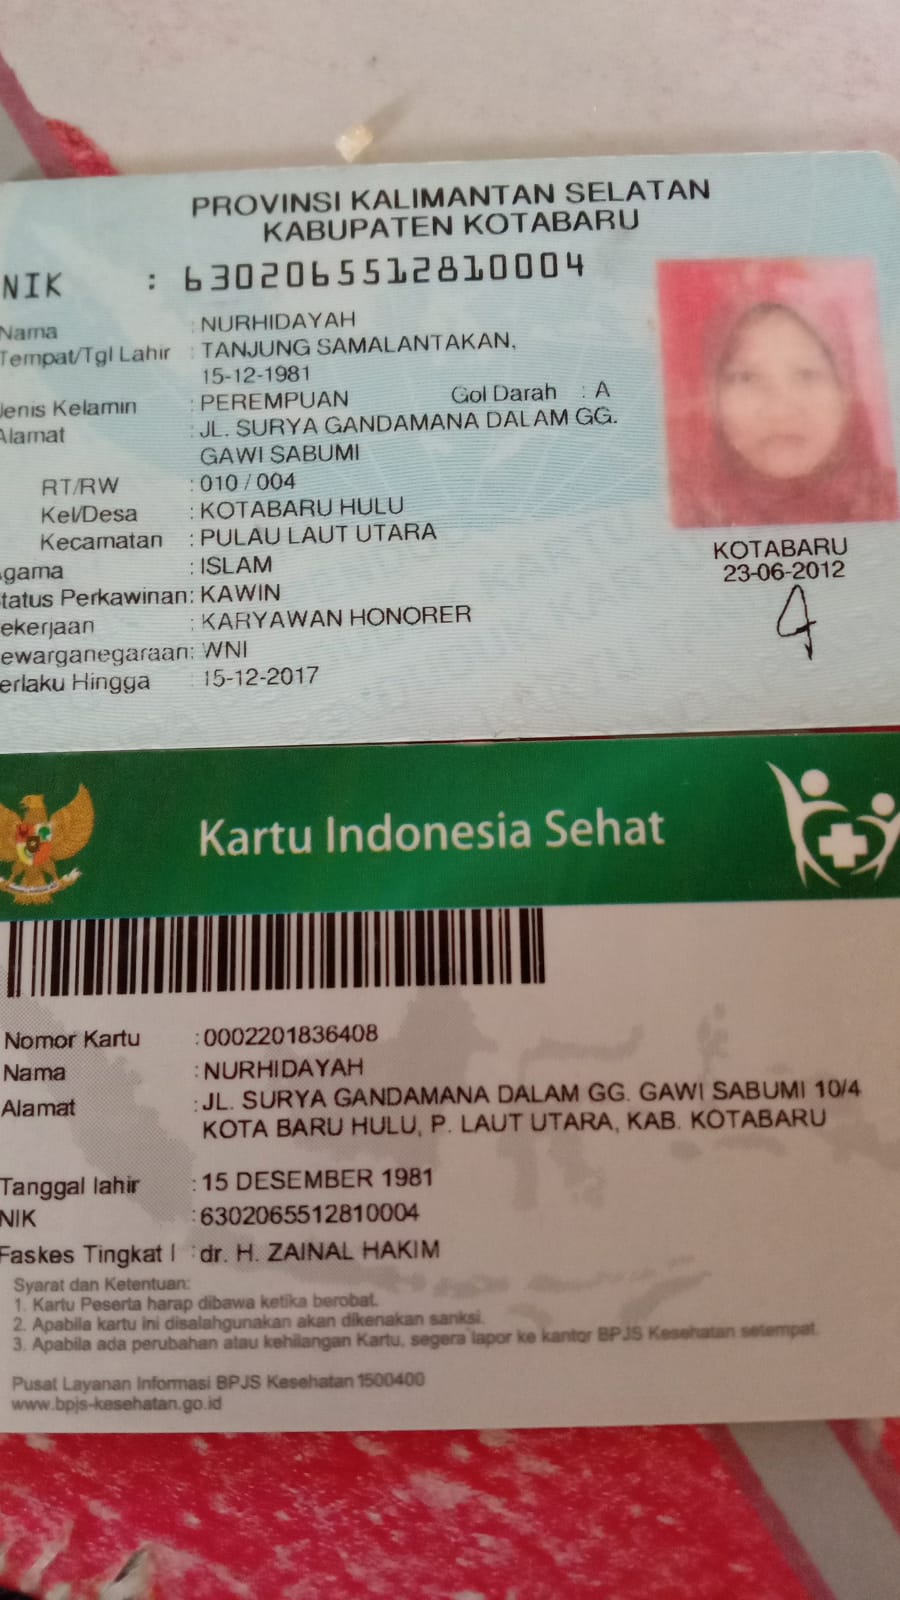 PROVINSI KALIMANTAN SELATAN
KABUPATEN KOTABARU
NIK : 6302065512810004
Nama : NURHIDAYAH
Tempat/Tgl Lahir : TANJUNG SAMALANTAKAN,
15-12-1981
Jenis Kelamin : PEREMPUAN Gol Darah : A
Alamat : JL. SURYA GANDAMANA DALAM GG.
GAWI SABUMI
RT/RW : 010 / 004
Kel/Desa : KOTABARU HULU
Kecamatan : PULAU LAUT UTARA
gama : ISLAM
tatus Perkawinan: KAWIN
ekerjaan : KARYAWAN HONORER
ewarganegaraan: WNI
erlaku Hingga : 15-12-2017
KOTABARU
23-06-2012
Kartu Indonesia Sehat
Nomor Kartu : 0002201836408
Nama : NURHIDAYAH
Alamat : JL. SURYA GANDAMANA DALAM GG. GAWI SABUMI 10/4
KOTA BARU HULU, P. LAUT UTARA, KAB. KOTABARU
Tanggal lahir : 15 DESEMBER 1981
NIK : 6302065512810004
Faskes Tingkat I : dr. H. ZAINAL HAKIM
Syarat dan Ketentuan:
1. Kartu Peserta harap dibawa ketika berobat.
2. Apabila kartu ini disalahgunakan akan dikenakan sanksi.
3. Apabila ada perubahan atau kehilangan Kartu, segera lapor ke kantor BPJS Kesehatan setempat.
Pusat Layanan Informasi BPJS Kesehatan 1500400
www.bpjs-kesehatan.go.id